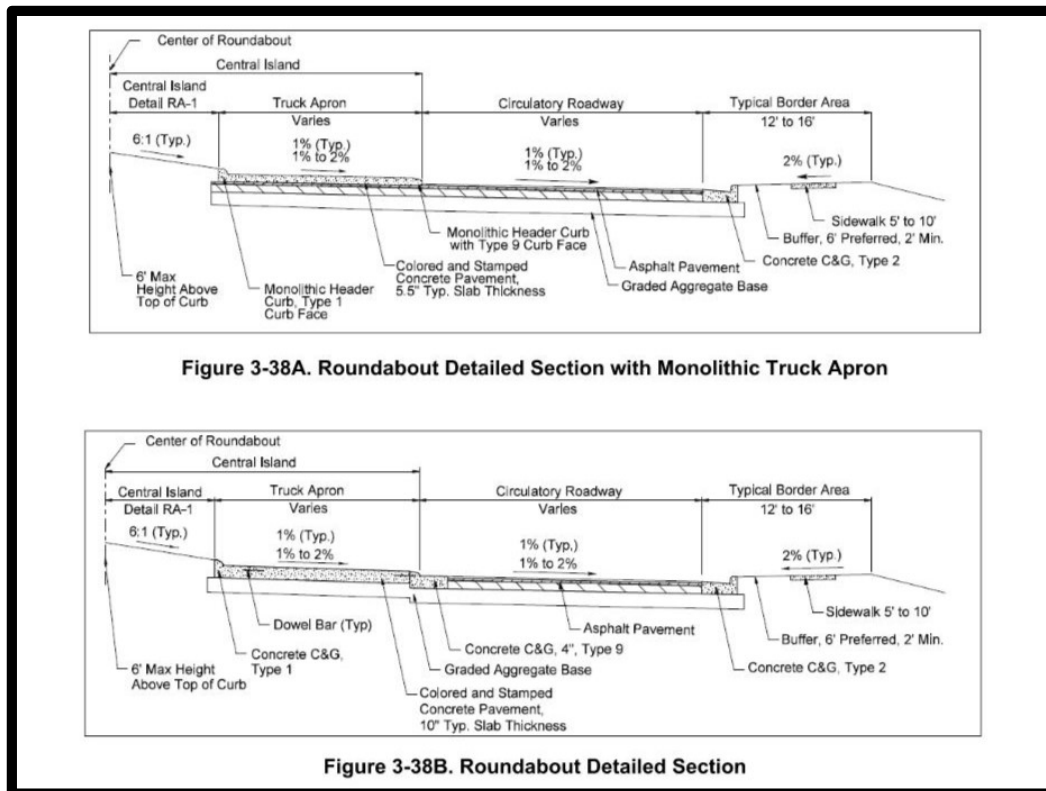 Center of Roundabout
Central Island
Central Island
Detail RA-1
Truck Apron
Varies
Circulatory Roadway
Varies
Typical Border Area
12' to 16'
6:1 (Typ.)
1% (Typ.)
1% to 2%
1% (Typ.)
1% to 2%
2% (Typ.)
Sidewalk 5' to 10'
Buffer, 6' Preferred, 2' Min.
Concrete C&G, Type 2
Monolithic Header Curb
with Type 9 Curb Face
Asphalt Pavement
Graded Aggregate Base
Colored and Stamped
Concrete Pavement,
5.5" Typ. Slab Thickness
6' Max
Height Above
Top of Curb
Monolithic Header
Curb, Type 1
Curb Face
Figure 3-38A. Roundabout Detailed Section with Monolithic Truck Apron
Center of Roundabout
Central Island
Central Island
Detail RA-1
Truck Apron
Varies
Circulatory Roadway
Varies
Typical Border Area
12' to 16'
6:1 (Typ.)
1% (Typ.)
1% to 2%
1% (Typ.)
1% to 2%
2% (Typ.)
Sidewalk 5' to 10'
Buffer, 6' Preferred, 2' Min.
Concrete C&G, Type 2
Dowel Bar (Typ)
Asphalt Pavement
Concrete C&G, 4", Type 9
Graded Aggregate Base
Concrete C&G,
Type 1
6' Max Height
Above Top of Curb
Colored and Stamped
Concrete Pavement,
10" Typ. Slab Thickness
Figure 3-38B. Roundabout Detailed Section